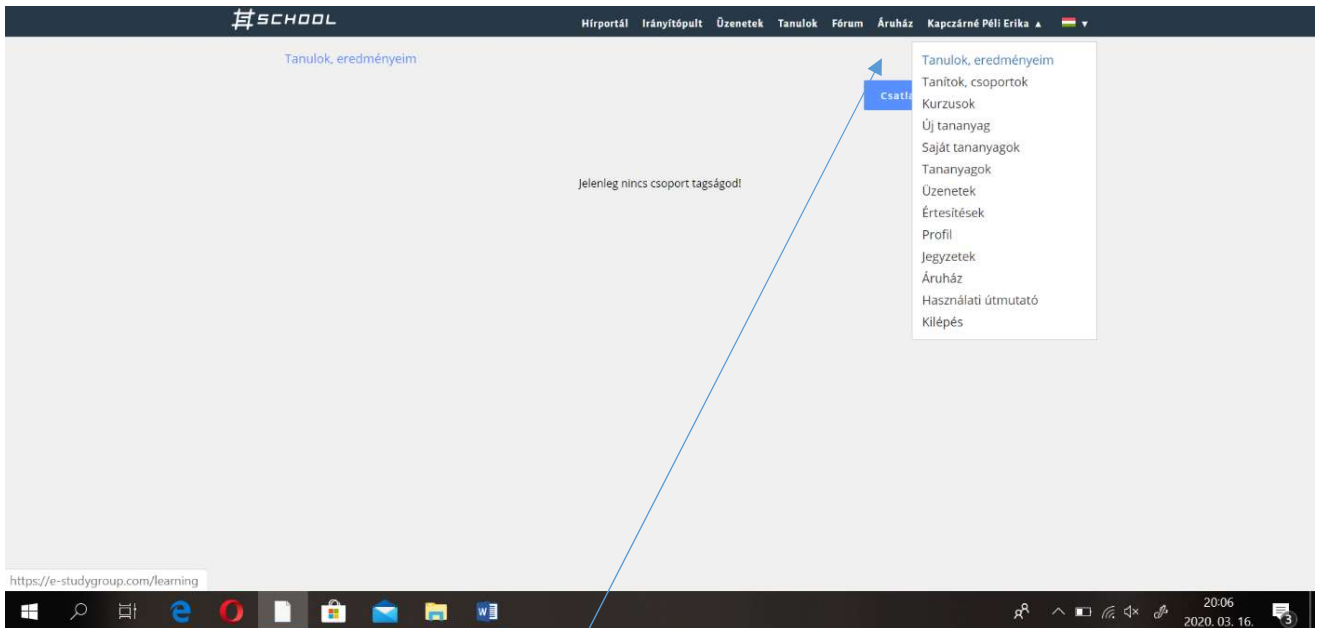 SCHOOL
Hírportál Irányítópult Üzenetek Tanulok Fórum Áruház Kapczárné Péli Erika
Tanulok, eredményeim
Csatla
Jelenleg nincs csoport tagságod!
Tanulok, eredményeim
Tanítok, csoportok
Kurzusok
Új tananyag
Saját tananyagok
Tananyagok
Üzenetek
Értesítések
Profil
Jegyzetek
Áruház
Használati útmutató
Kilépés
https://e-studygroup.com/learning
20:06
2020. 03. 16.
3